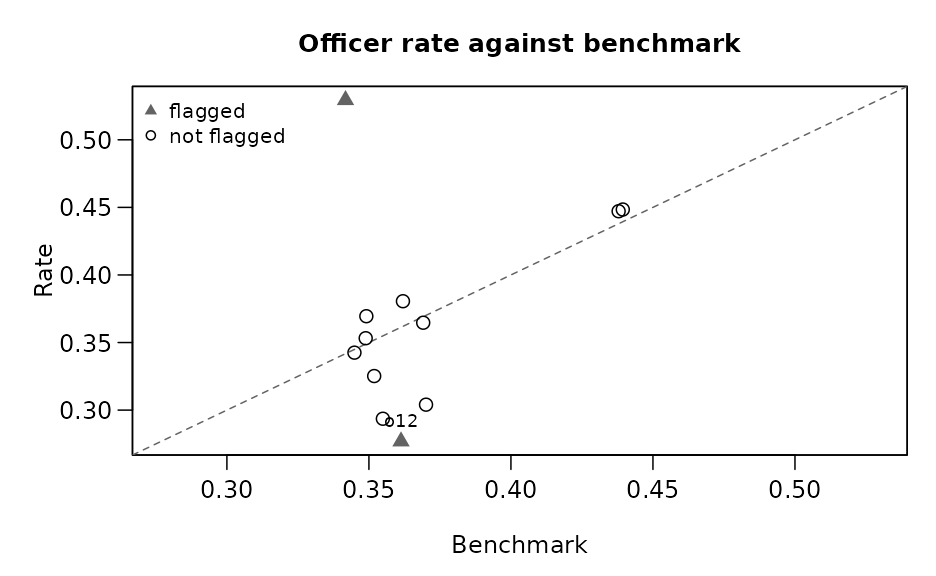 Officer rate against benchmark
flagged
not flagged
0.50
0.45
0.40
0.35
0.30
Rate
o12
0.30 0.35 0.40 0.45 0.50
Benchmark